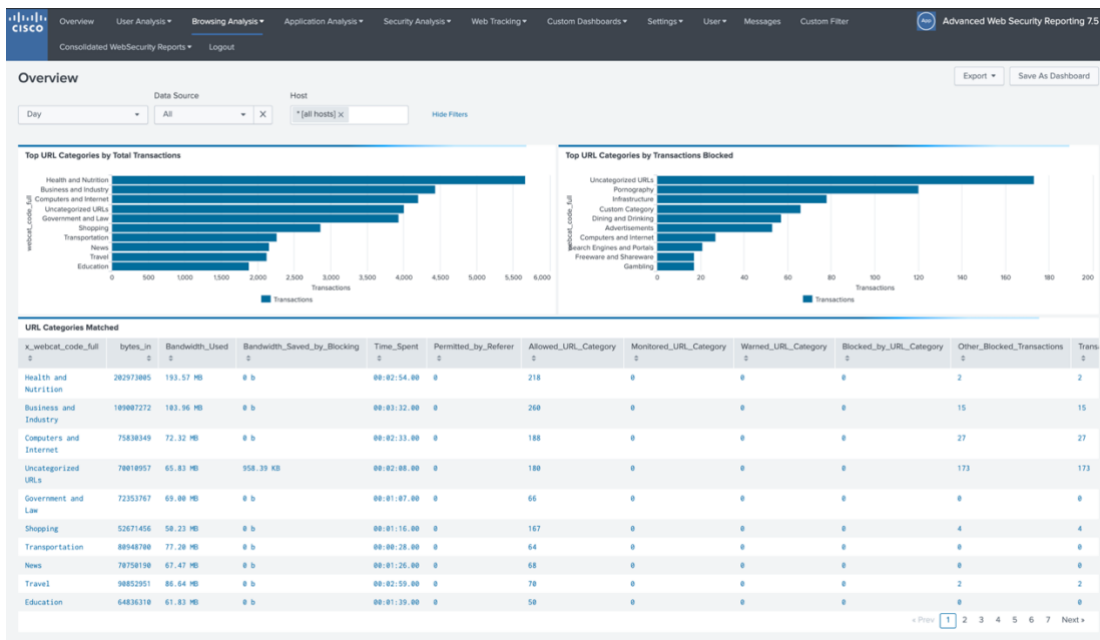 CISCO
Overview User Analysis Browsing Analysis Application Analysis Security Analysis Web Tracking Custom Dashboards Settings User Messages Custom Filter App Advanced Web Security Reporting 7.5
Consolidated WebSecurity Reports Logout
Overview
Export Save As Dashboard
Data Source Host
Day All X * [all hosts] x Hide Filters
Top URL Categories by Total Transactions
webcat_code_full
Health and Nutrition
Business and Industry
Computers and Internet
Uncategorized URLs
Government and Law
Shopping
Transportation
News
Travel
Education
0 500 1,000 1,500 2,000 2,500 3,000 3,500 4,000 4,500 5,000 5,500 6,000
Transactions
Transactions
Top URL Categories by Transactions Blocked
webcat_code_full
Uncategorized URLs
Pornography
Infrastructure
Custom Category
Dining and Drinking
Advertisements
Computers and Internet
Search Engines and Portals
Freeware and Shareware
Gambling
0 20 40 60 80 100 120 140 160 180 200
Transactions
Transactions
URL Categories Matched
x_webcat_code_full bytes_in Bandwidth_Used Bandwidth_Saved_by_Blocking Time_Spent Permitted_by_Referer Allowed_URL_Category Monitored_URL_Category Warned_URL_Category Blocked_by_URL_Category Other_Blocked_Transactions Trans
Health and 202973005 193.57 MB 0 b 00:02:54.00 0 218 0 0 0 2 2
Nutrition
Business and 109007272 103.96 MB 0 b 00:03:32.00 0 260 0 0 0 15 15
Industry
Computers and 75830349 72.32 MB 0 b 00:02:33.00 0 188 0 0 0 27 27
Internet
Uncategorized 70010957 65.83 MB 958.39 KB 00:02:08.00 0 180 0 0 0 173 173
URLs
Government and 72353767 69.00 MB 0 b 00:01:07.00 0 66 0 0 0 0 0
Law
Shopping 52671456 50.23 MB 0 b 00:01:16.00 0 167 0 0 0 4 4
Transportation 80948700 77.20 MB 0 b 00:00:28.00 0 64 0 0 0 0 0
News 70750190 67.47 MB 0 b 00:01:26.00 0 68 0 0 0 0 0
Travel 90852951 86.64 MB 0 b 00:02:59.00 0 70 0 0 0 2 2
Education 64836310 61.83 MB 0 b 00:01:39.00 0 50 0 0 0 0 0
« Prev 1 2 3 4 5 6 7 Next »